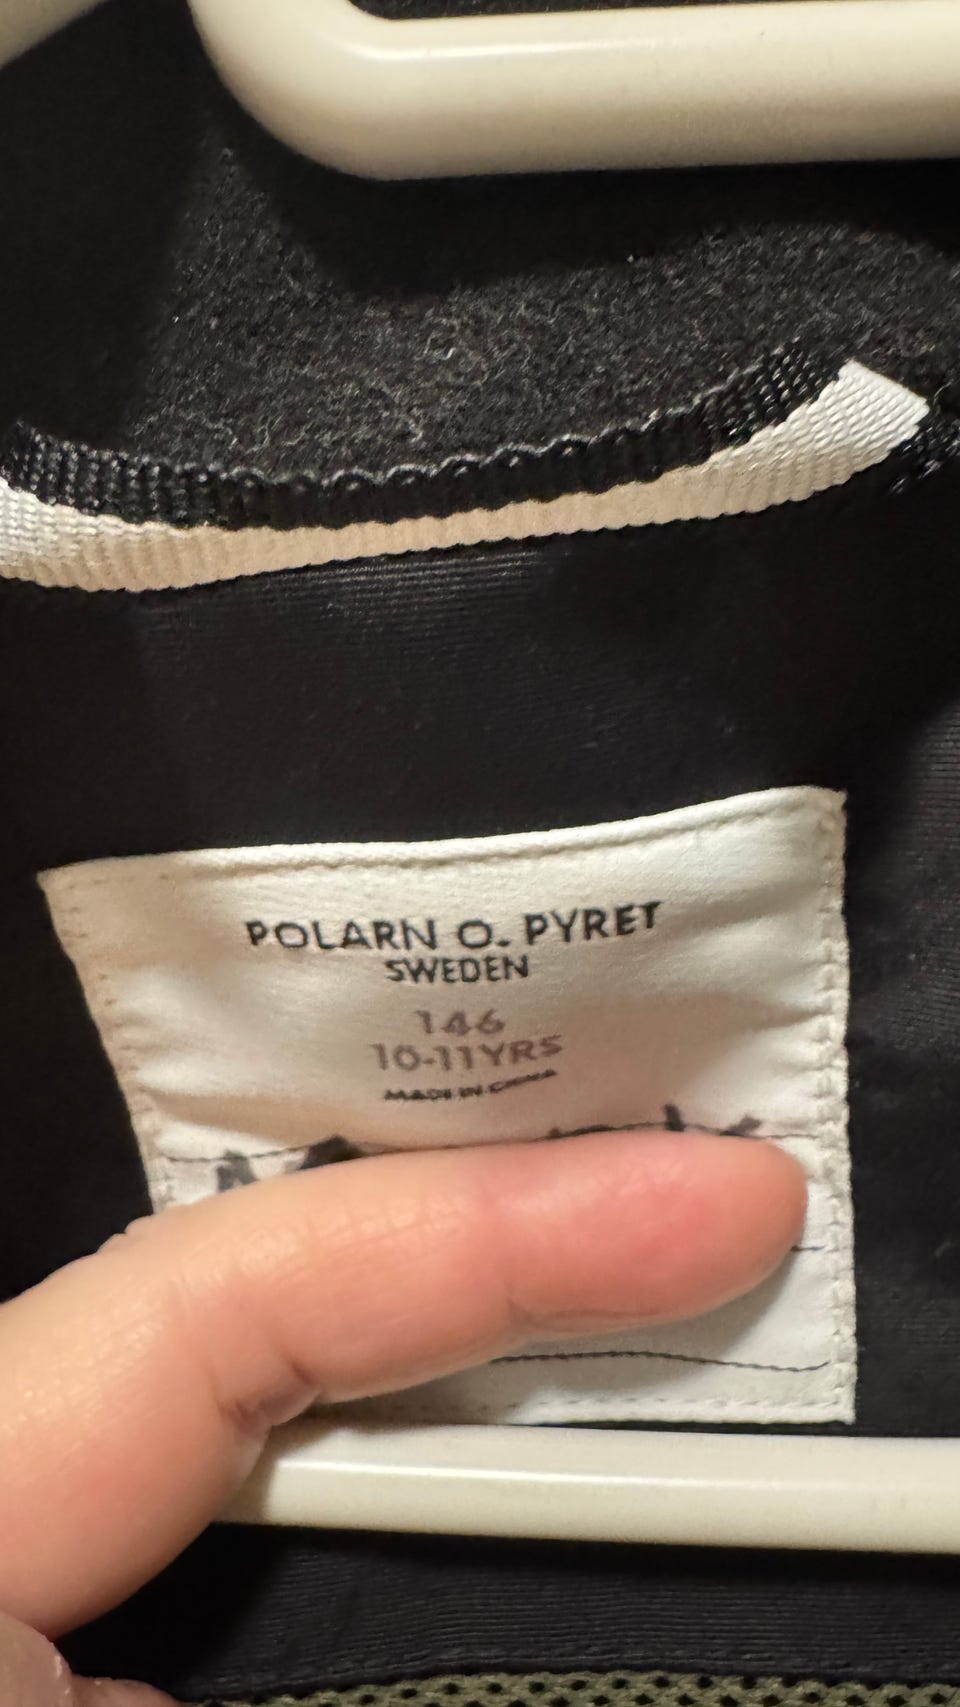 POLARN O. PYRET
SWEDEN
146
10-11YRS
MADE IN CHINA